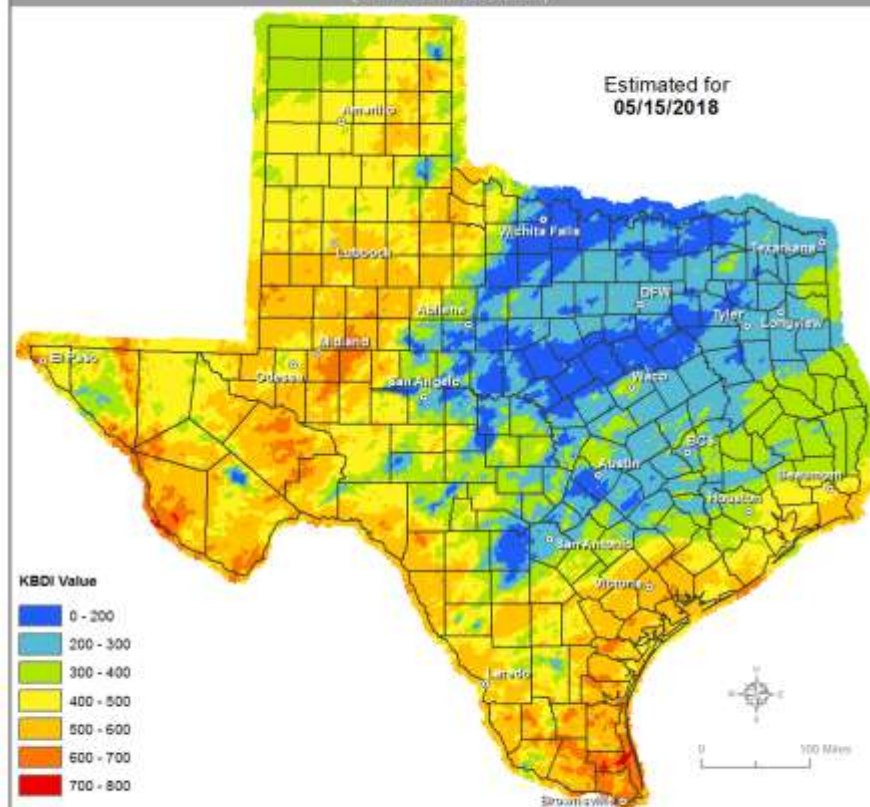 Estimated for
05/15/2018
Amarillo
Wichita Falls
Texarkana
Lubbock
DFW
Abilene
Tyler
Longview
Midland
El Paso
Odessa
San Angelo
Waco
BCS
Austin
Beaumont
Houston
San Antonio
Victoria
Laredo
Brownsville
KBDI Value
0 - 200
200 - 300
300 - 400
400 - 500
500 - 600
600 - 700
700 - 800
0 100 Miles